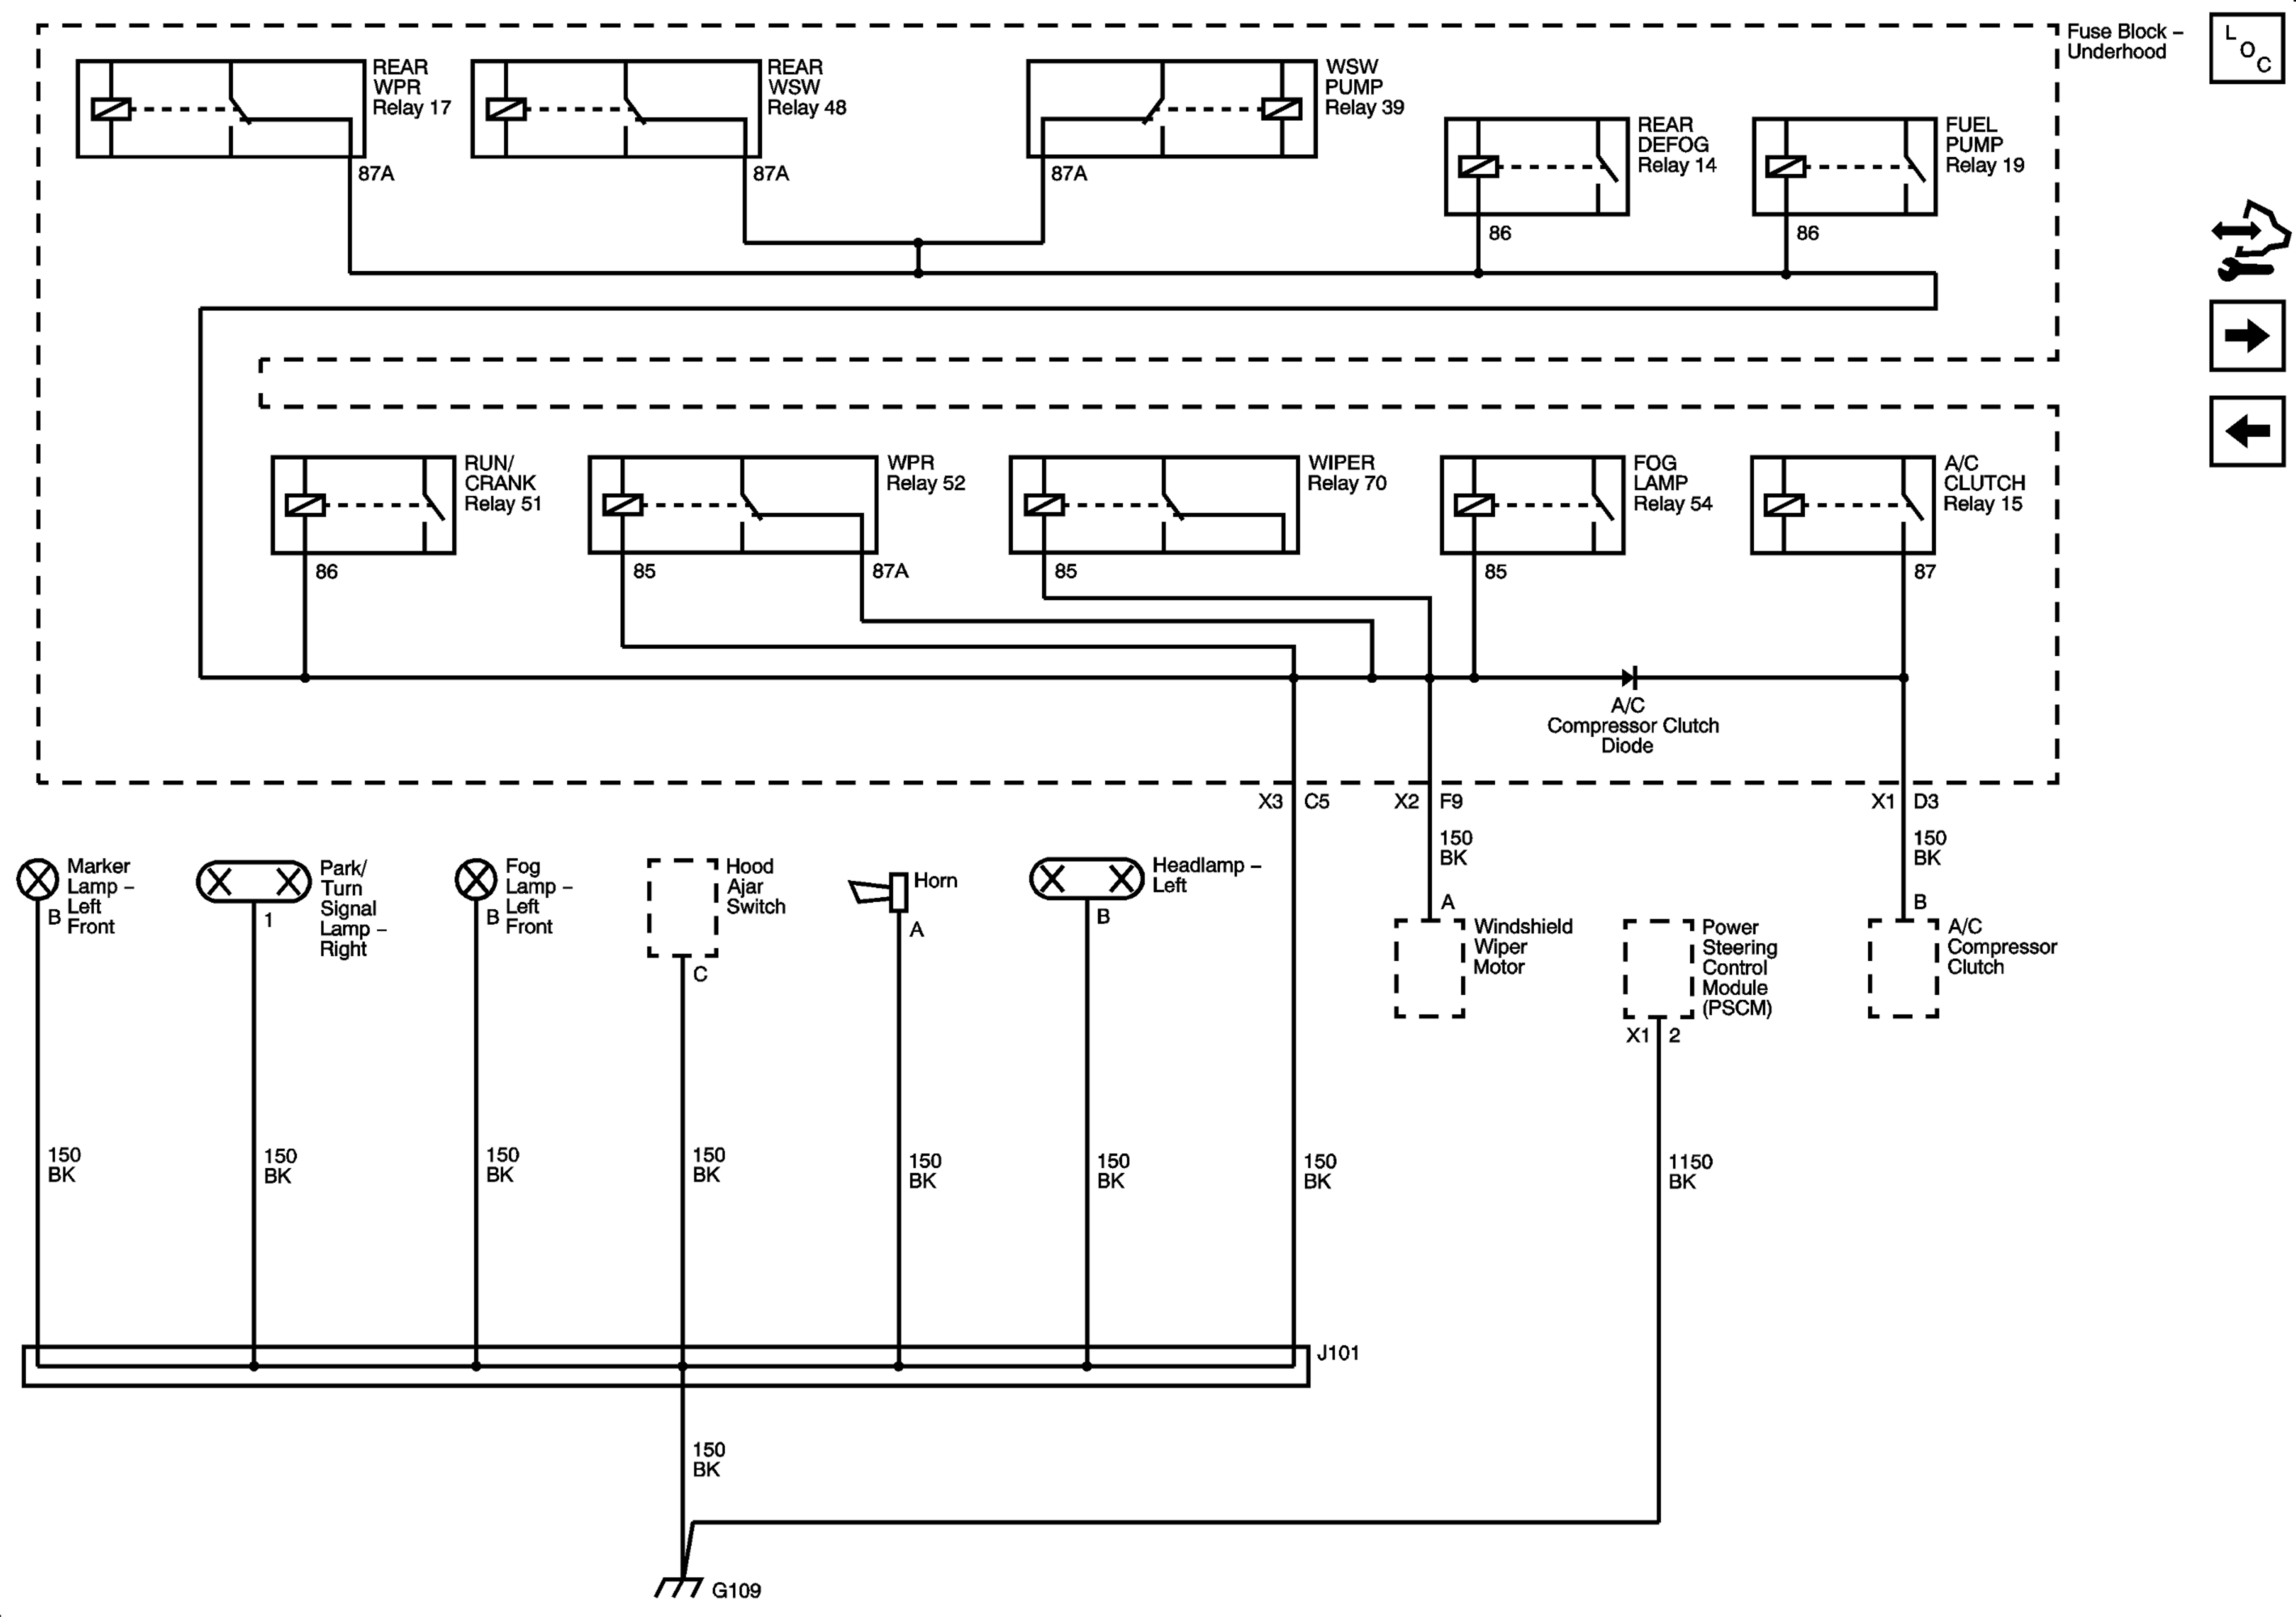 Fuse Block –
Underhood
L
O
C
REAR
WPR
Relay 17
87A
REAR
WSW
Relay 48
87A
WSW
PUMP
Relay 39
87A
REAR
DEFOG
Relay 14
86
FUEL
PUMP
Relay 19
86
RUN/
CRANK
Relay 51
86
WPR
Relay 52
85
87A
WIPER
Relay 70
85
FOG
LAMP
Relay 54
85
A/C
CLUTCH
Relay 15
87
A/C
Compressor Clutch
Diode
X3 C5
X2 F9
X1 D3
150
BK
150
BK
Marker
Lamp –
Left
Front
B
Park/
Turn
Signal
Lamp –
Right
1
Fog
Lamp –
Left
Front
B
Hood
Ajar
Switch
C
Horn
A
Headlamp –
Left
B
A
Windshield
Wiper
Motor
Power
Steering
Control
Module
(PSCM)
X1 2
B
A/C
Compressor
Clutch
150
BK
150
BK
150
BK
150
BK
150
BK
150
BK
150
BK
1150
BK
J101
150
BK
G109